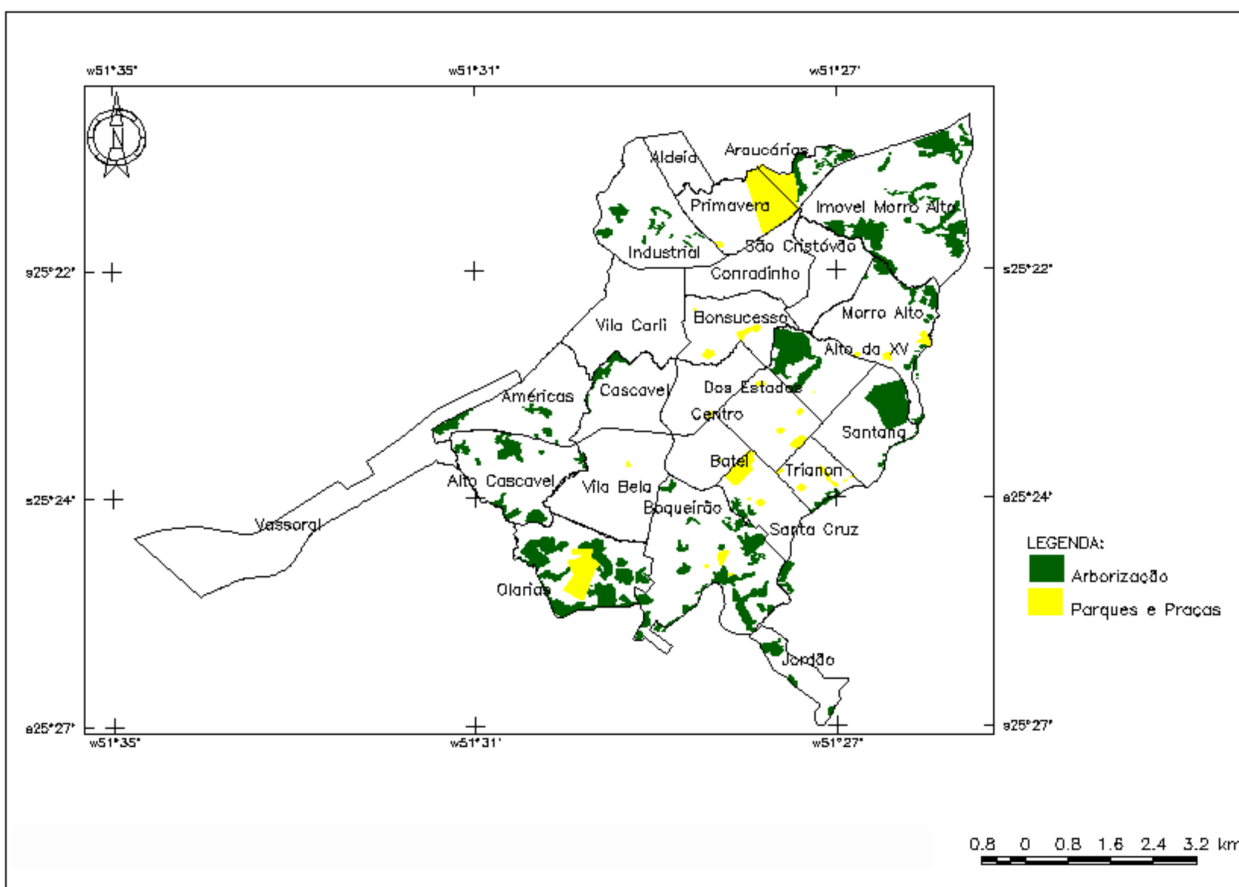 w51°35' w51°31' w51°27'
N
Aldeia
Araucárias
Primavera
Imovel Morro Alto
Industrial
São Cristóvão
s25°22' s25°22'
Conradinho
Morro Alto
Vila Carli
Bonsucesso
Alto da XV
Américas
Cascavel
Dos Estados
Centro
Santana
Batel
Trianon
Alto Cascavel
Vila Bela
s25°24' s25°24'
Boqueirão
Vassoral
Santa Cruz
LEGENDA:
Arborização
Olarias
Parques e Praças
Jordão
s25°27' s25°27'
w51°35' w51°31' w51°27'
0.8 0 0.8 1.6 2.4 3.2 km